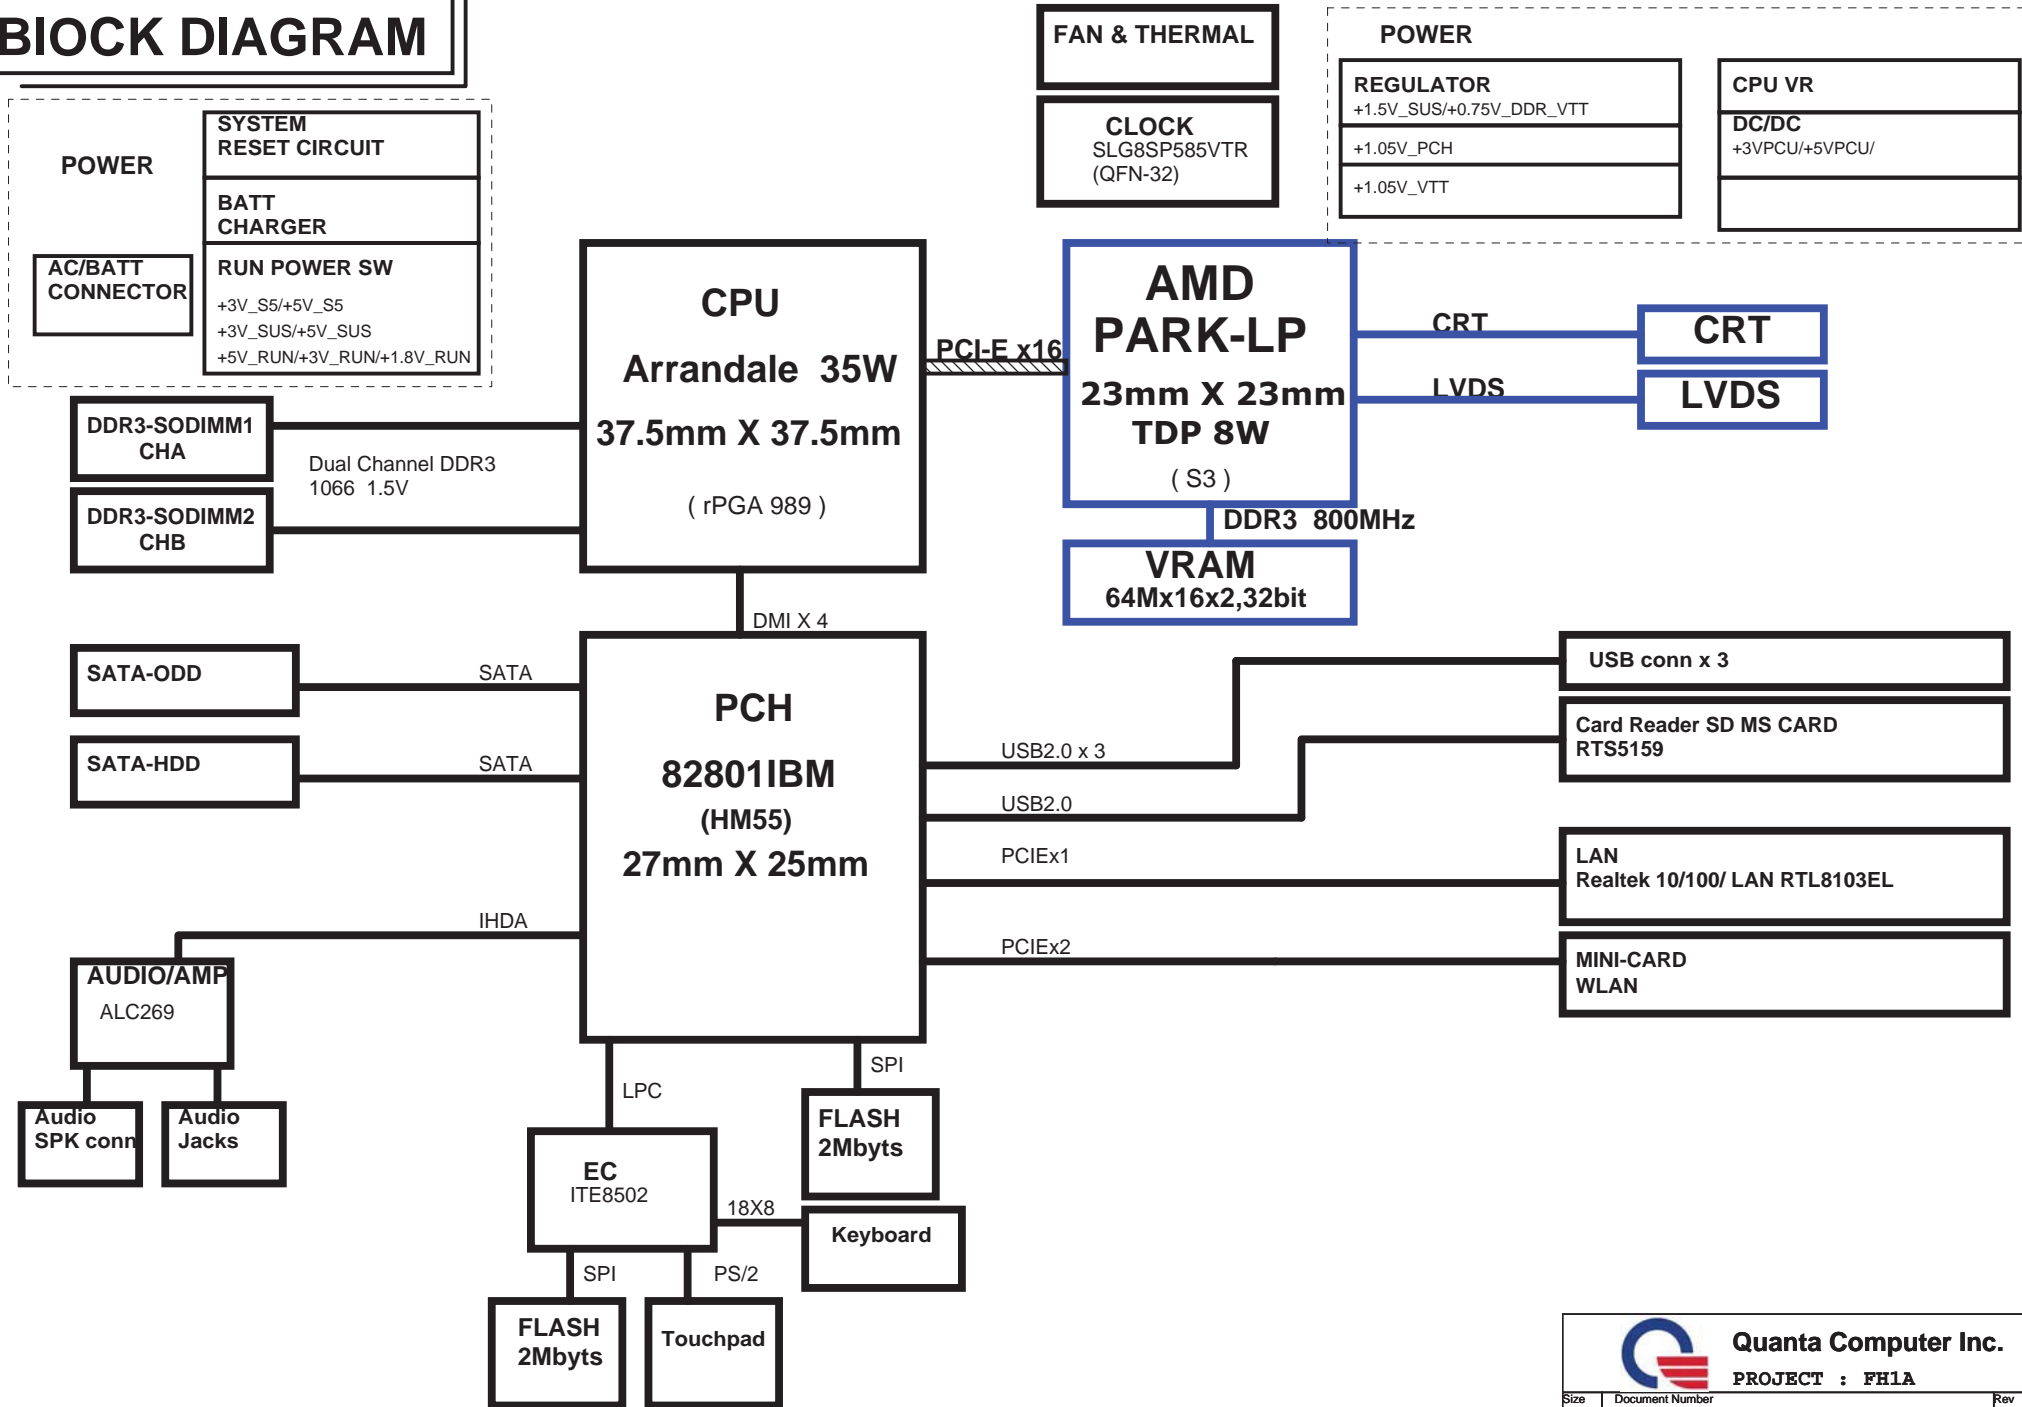 BIOCK DIAGRAM
POWER
SYSTEM
RESET CIRCUIT
BATT
CHARGER
AC/BATT
CONNECTOR
RUN POWER SW
+3V_S5/+5V_S5
+3V_SUS/+5V_SUS
+5V_RUN/+3V_RUN/+1.8V_RUN
FAN & THERMAL
CLOCK
SLG8SP585VTR
(QFN-32)
POWER
REGULATOR
+1.5V_SUS/+0.75V_DDR_VTT
+1.05V_PCH
+1.05V_VTT
CPU VR
DC/DC
+3VPCU/+5VPCU/
DDR3-SODIMM1
CHA
DDR3-SODIMM2
CHB
Dual Channel DDR3
1066 1.5V
CPU
Arrandale 35W
37.5mm X 37.5mm
( rPGA 989 )
PCI-E x16
AMD
PARK-LP
23mm X 23mm
TDP 8W
( S3 )
CRT
CRT
LVDS
LVDS
DDR3 800MHz
VRAM
64Mx16x2,32bit
DMI X 4
SATA-ODD
SATA
SATA-HDD
SATA
PCH
82801IBM
(HM55)
27mm X 25mm
USB2.0 x 3
USB2.0
PCIEx1
PCIEx2
USB conn x 3
Card Reader SD MS CARD
RTS5159
LAN
Realtek 10/100/ LAN RTL8103EL
MINI-CARD
WLAN
IHDA
AUDIO/AMP
ALC269
Audio
SPK conn
Audio
Jacks
LPC
SPI
FLASH
2Mbyts
EC
ITE8502
18X8
Keyboard
SPI
PS/2
FLASH
2Mbyts
Touchpad
Quanta Computer Inc.
PROJECT : FH1A
Size
Document Number
Rev